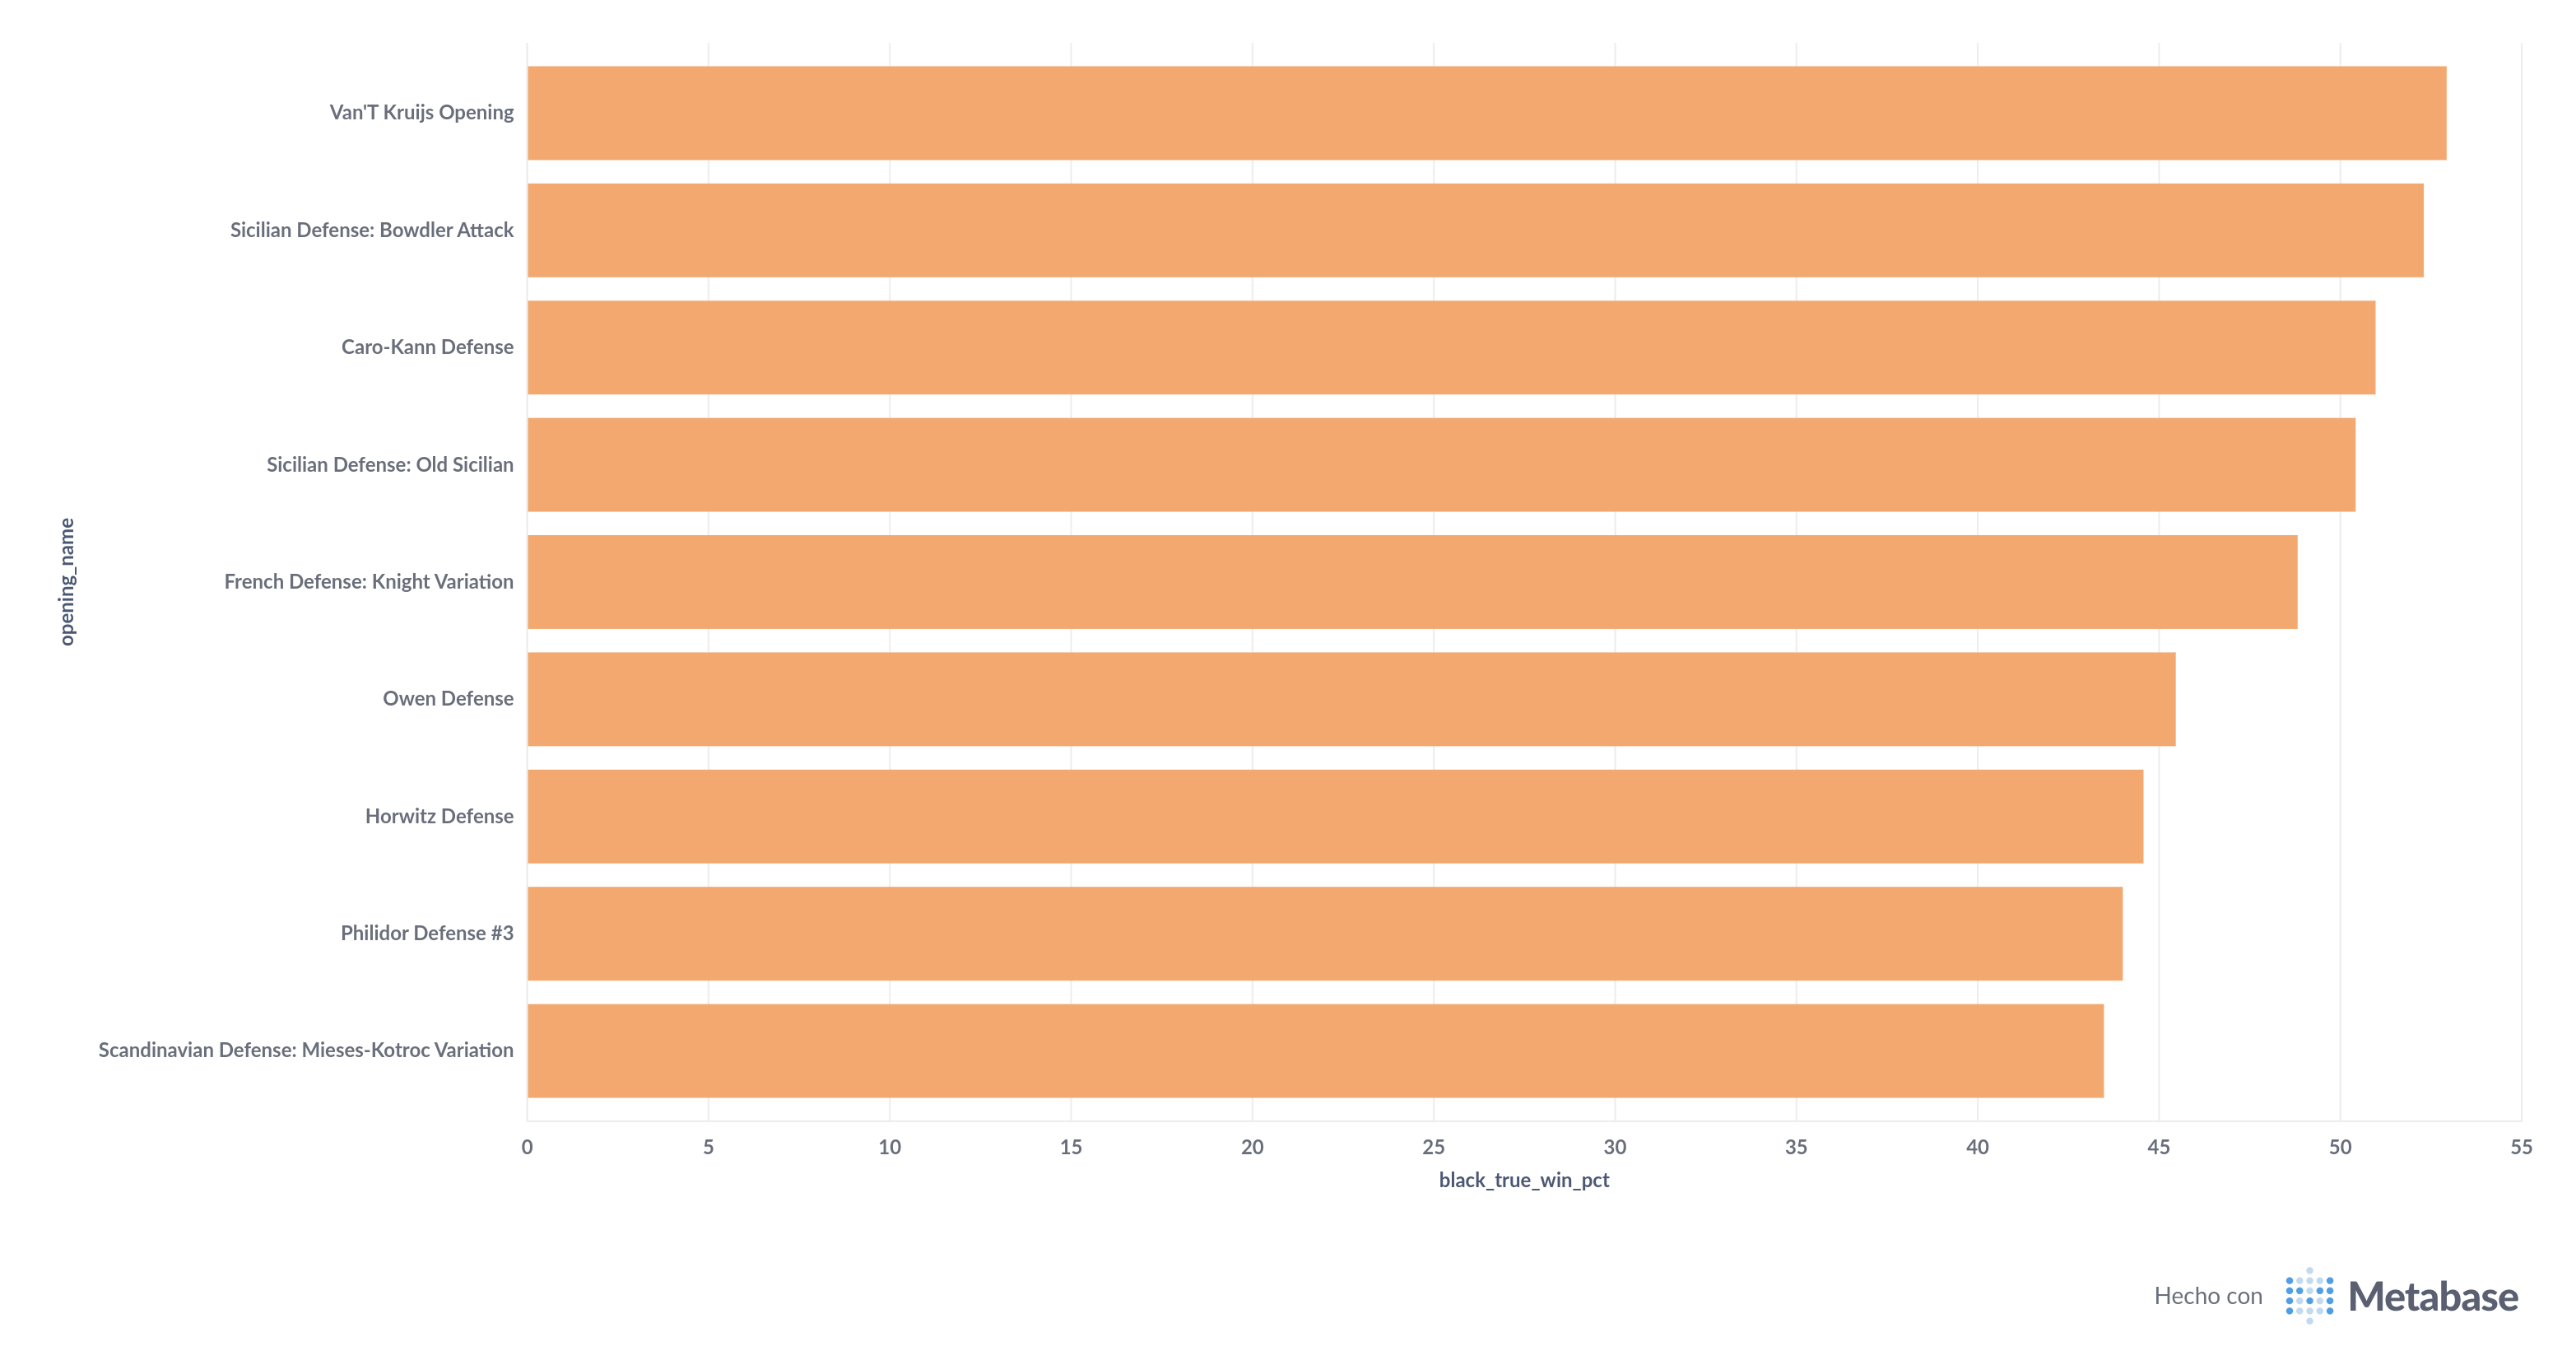 Van'T Kruijs Opening
Sicilian Defense: Bowdler Attack
Caro-Kann Defense
Sicilian Defense: Old Sicilian
French Defense: Knight Variation
Owen Defense
Horwitz Defense
Philidor Defense #3
Scandinavian Defense: Mieses-Kotroc Variation
opening_name
0 5 10 15 20 25 30 35 40 45 50 55
black_true_win_pct
Hecho con Metabase